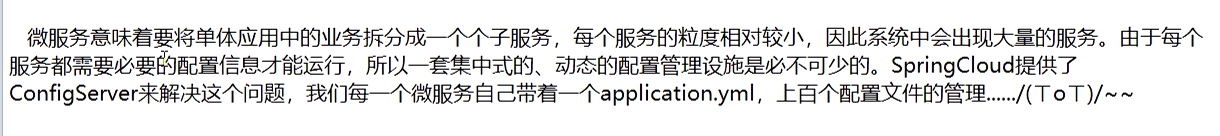 微服务意味着要将单体应用中的业务拆分成一个个子服务，每个服务的粒度相对较小，因此系统中会出现大量的服务。由于每个
服务都需要必要的配置信息才能运行，所以一套集中式的、动态的配置管理设施是必不可少的。SpringCloud提供了
ConfigServer来解决这个问题，我们每一个微服务自己带着一个application.yml，上百个配置文件的管理....../(ㄒoㄒ)/~~